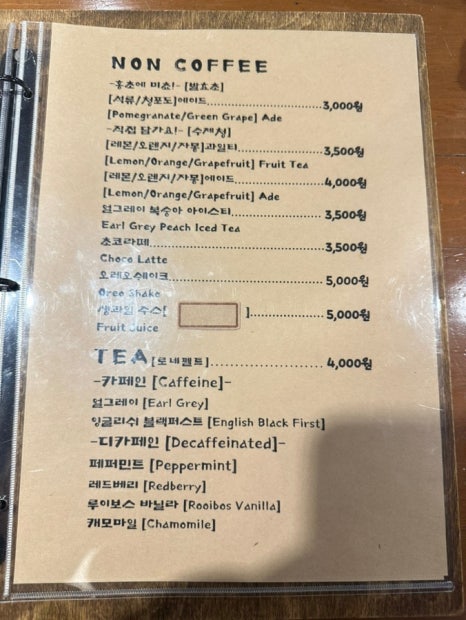 NON COFFEE
-홍초에 미쵸!- [발효초]
[석류/청포도]에이드 3,000원
[Pomegranate/Green Grape] Ade
-직접 담가요!- [수제청]
[레몬/오렌지/자몽]과일티 3,500원
[Lemon/Orange/Grapefruit] Fruit Tea
[레몬/오렌지/자몽]에이드 4,000원
[Lemon/Orange/Grapefruit] Ade
얼그레이 복숭아 아이스티 3,500원
Earl Grey Peach Iced Tea
초코라떼 3,500원
Choco Latte
오레오쉐이크 5,000원
Oreo Shake
생과일 주스[ ] 5,000원
Fruit Juice
TEA [로네펠트] 4,000원
-카페인 [Caffeine]-
얼그레이 [Earl Grey]
잉글리쉬 블랙퍼스트 [English Black First]
-디카페인 [Decaffeinated]-
페퍼민트 [Peppermint]
레드베리 [Redberry]
루이보스 바닐라 [Rooibos Vanilla]
캐모마일 [Chamomile]